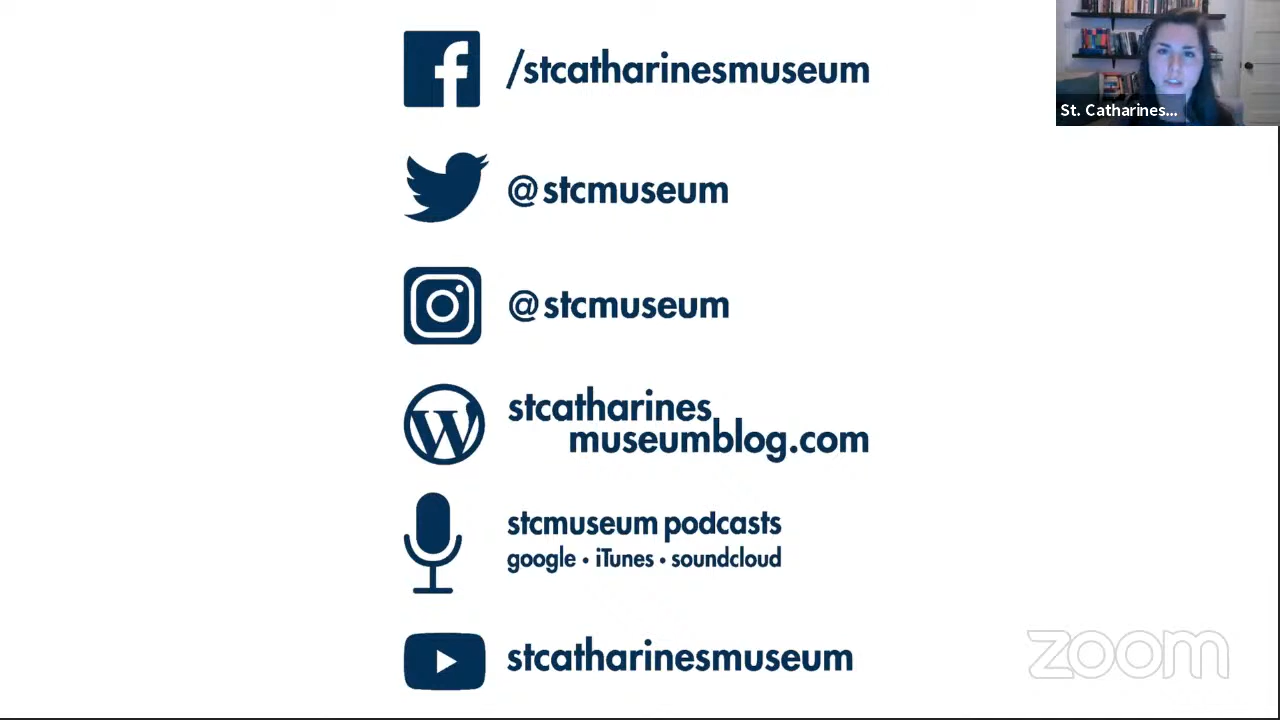 /stcatharinesmuseum
St. Catharines...
@stcmuseum
@stcmuseum
stcatharines
museumblog.com
stcmuseum podcasts
google • iTunes • soundcloud
stcatharinesmuseum
zoom